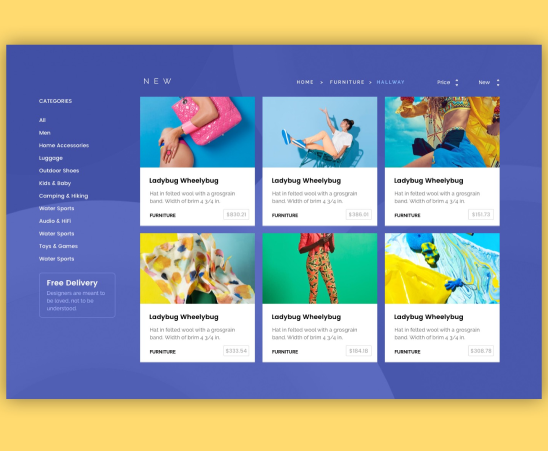 NEW
HOME > FURNITURE > HALLWAY
Price
New
CATEGORIES
All
Men
Home Accessories
Luggage
Outdoor Shoes
Kids & Baby
Camping & Hiking
Water Sports
Audio & HiFi
Water Sports
Toys & Games
Water Sports
Free Delivery
Designers are meant to
be loved, not to be
understood.
Ladybug Wheelybug
Hat in felted wool with a grosgrain
band. Width of brim 4 3/4 in.
FURNITURE
Ladybug Wheelybug
Hat in felted wool with a grosgrain
band. Width of brim 4 3/4 in.
FURNITURE
Ladybug Wheelybug
Hat in felted wool with a grosgrain
band. Width of brim 4 3/4 in.
FURNITURE
$151.73
Ladybug Wheelybug
Hat in felted wool with a grosgrain
band. Width of brim 4 3/4 in.
FURNITURE
$333.54
Ladybug Wheelybug
Hat in felted wool with a grosgrain
band. Width of brim 4 3/4 in.
FURNITURE
$184.18
Ladybug Wheelybug
Hat in felted wool with a grosgrain
band. Width of brim 4 3/4 in.
FURNITURE